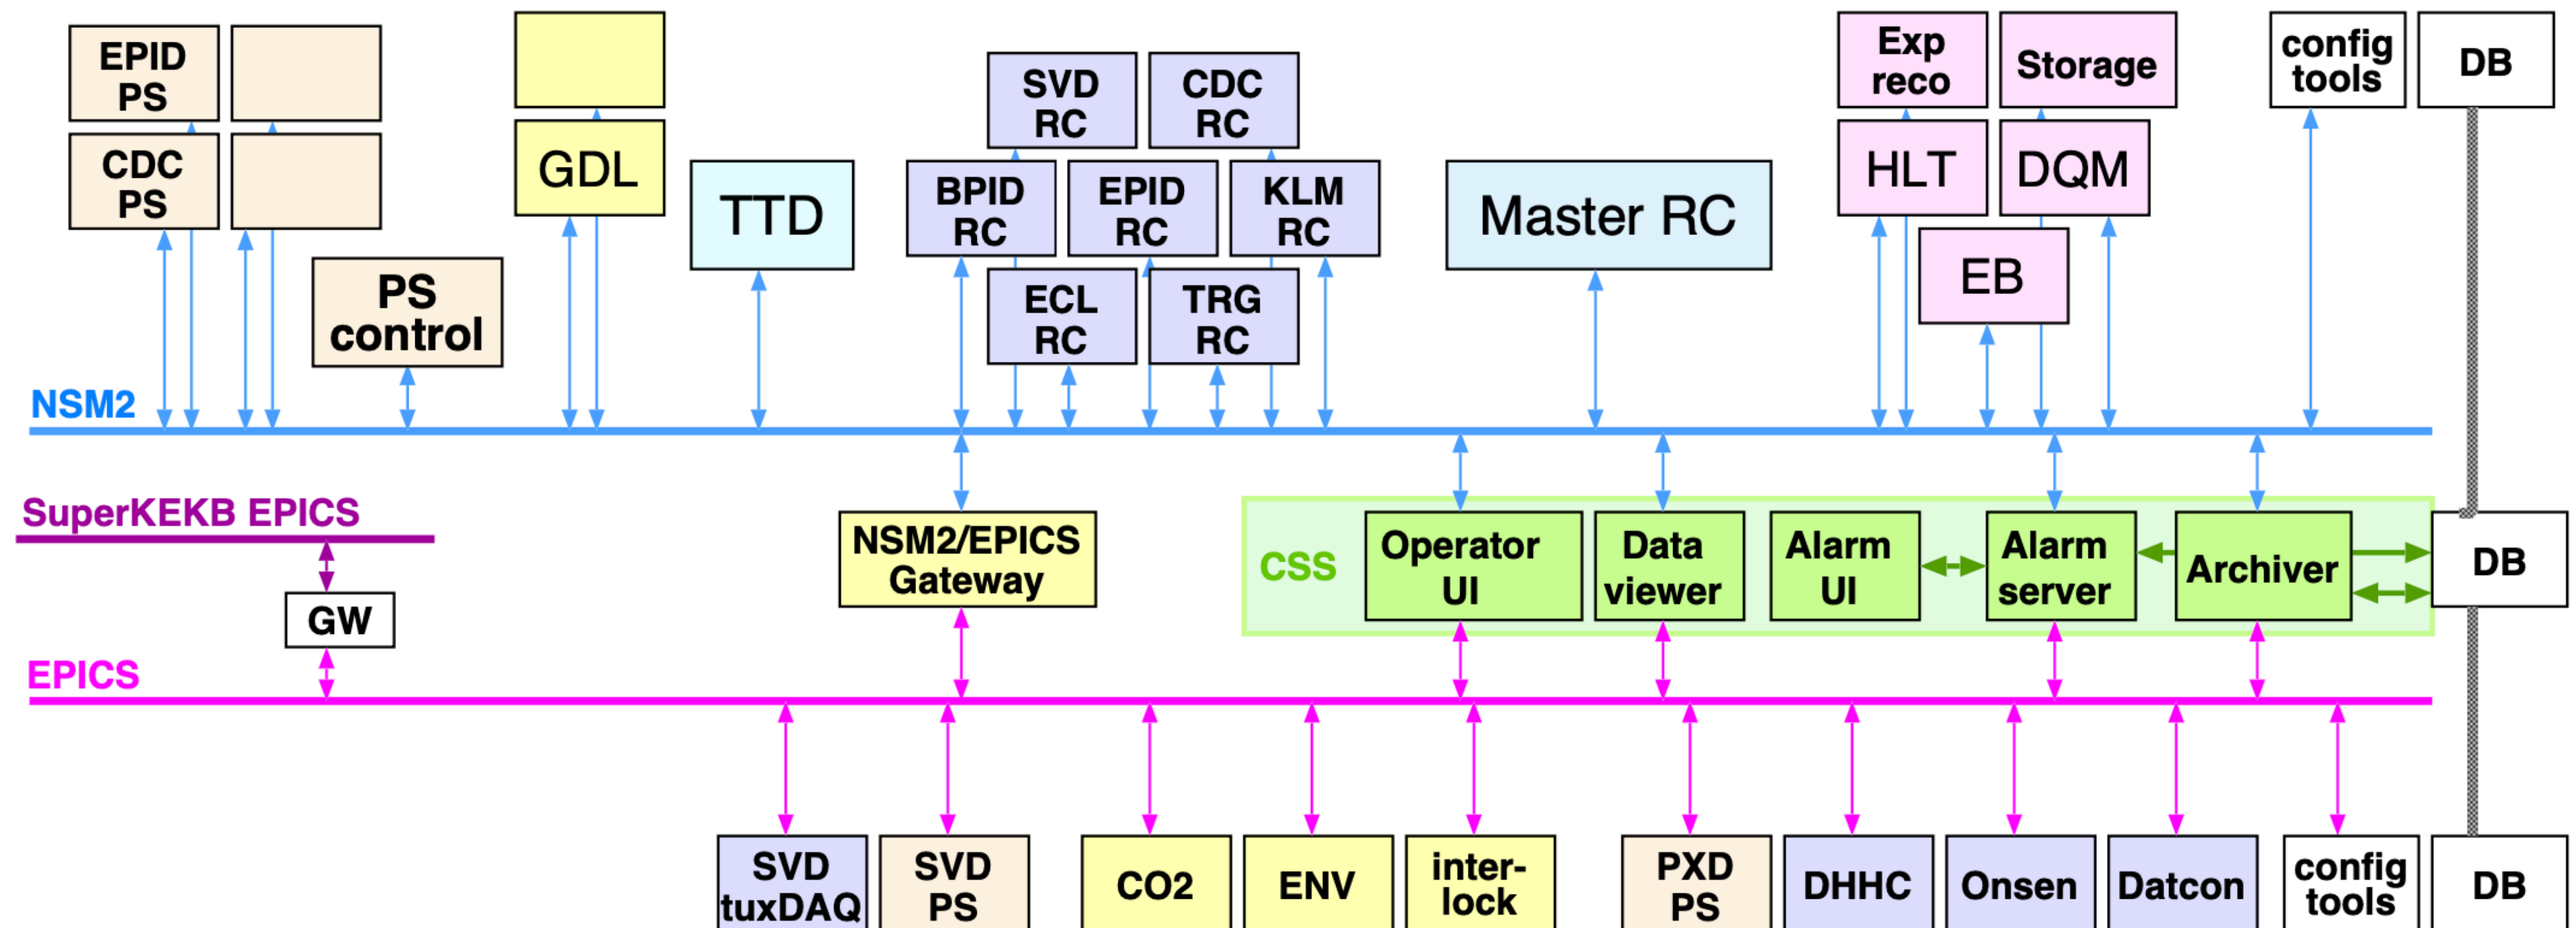 EPID
PS
CDC
PS
PS
control
GDL
TTD
SVD
RC
CDC
RC
BPID
RC
EPID
RC
KLM
RC
ECL
RC
TRG
RC
Master RC
Exp
reco
Storage
HLT
DQM
EB
config
tools
DB
NSM2
SuperKEKB EPICS
GW
NSM2/EPICS
Gateway
CSS
Operator
UI
Data
viewer
Alarm
UI
Alarm
server
Archiver
DB
EPICS
SVD
tuxDAQ
SVD
PS
CO2
ENV
inter-
lock
PXD
PS
DHHC
Onsen
Datcon
config
tools
DB